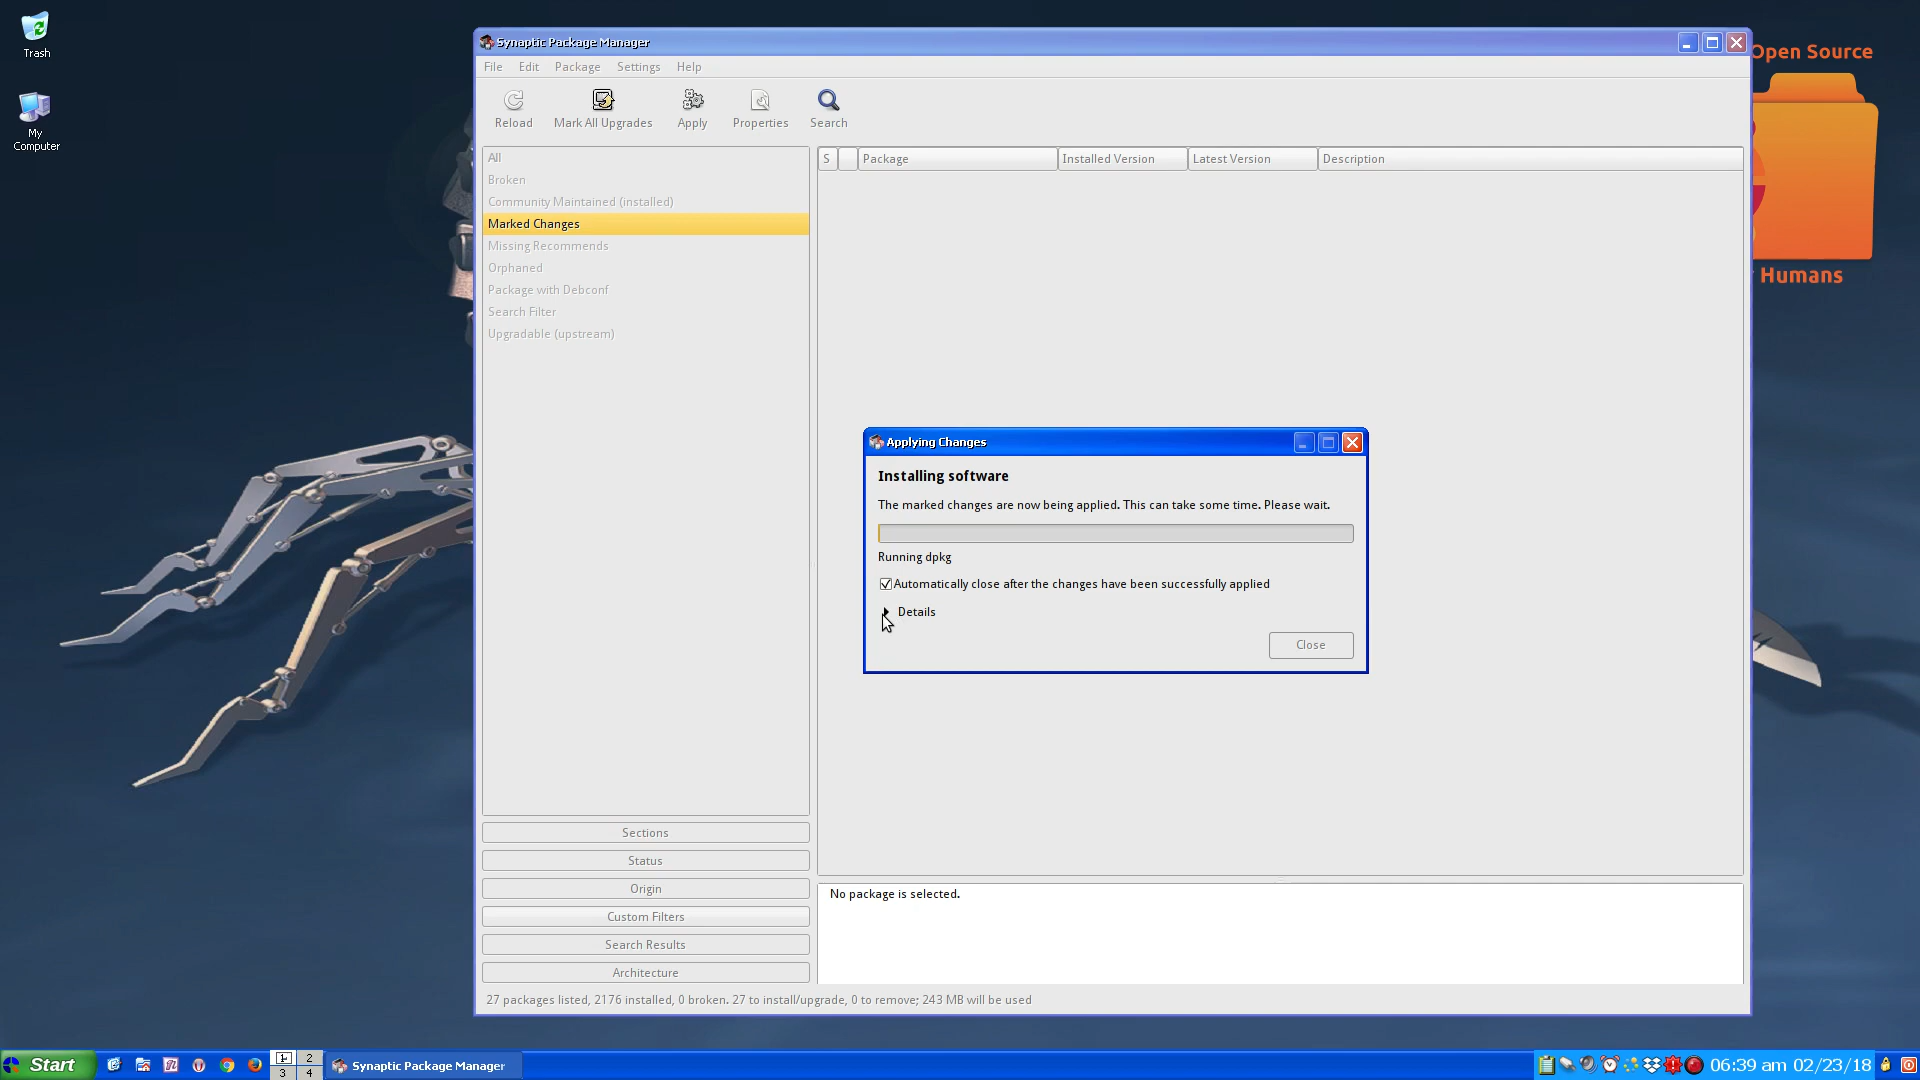 Trash
My
Computer
Synaptic Package Manager
File Edit Package Settings Help
Reload Mark All Upgrades Apply Properties Search
All
Broken
Community Maintained (installed)
Marked Changes
Missing Recommends
Orphaned
Package with Debconf
Search Filter
Upgradable (upstream)
S Package Installed Version Latest Version Description
Open Source
Humans
Applying Changes
Installing software
The marked changes are now being applied. This can take some time. Please wait.
Running dpkg
Automatically close after the changes have been successfully applied
Details
Close
Sections
Status
Origin
Custom Filters
Search Results
Architecture
No package is selected.
27 packages listed, 2176 installed, 0 broken. 27 to install/upgrade, 0 to remove; 243 MB will be used
Start
1 2
3 4
Synaptic Package Manager
06:39 am 02/23/18